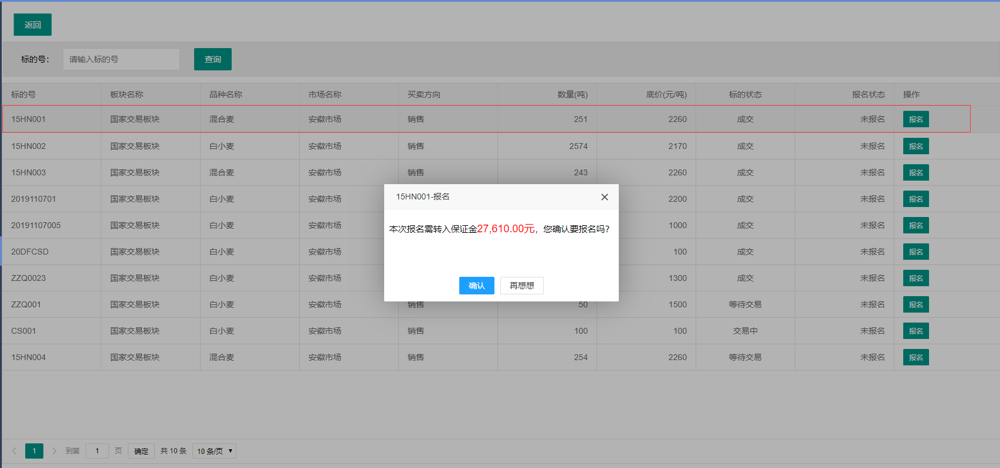 返回
标的号： 请输入标的号 查询
标的号 板块名称 品种名称 市场名称 买卖方向 数量(吨) 底价(元/吨) 标的状态 报名状态 操作
15HN001 国家交易板块 混合麦 安徽市场 销售 251 2260 成交 未报名 报名
15HN002 国家交易板块 白小麦 安徽市场 销售 2574 2170 成交 未报名 报名
15HN003 国家交易板块 混合麦 安徽市场 销售 243 2260 成交 未报名 报名
2019110701 国家交易板块 白小麦 安徽市场 2200 成交 未报名 报名
20191107005 国家交易板块 白小麦 安徽市场 1000 成交 未报名 报名
20DFCSD 国家交易板块 白小麦 安徽市场 100 成交 未报名 报名
ZZQ0023 国家交易板块 白小麦 安徽市场 1300 成交 未报名 报名
ZZQ001 国家交易板块 白小麦 安徽市场 销售 50 1500 等待交易 未报名 报名
CS001 国家交易板块 白小麦 安徽市场 销售 100 100 交易中 未报名 报名
15HN004 国家交易板块 混合麦 安徽市场 销售 254 2260 等待交易 未报名 报名
15HN001-报名
本次报名需转入保证金27,610.00元，您确认要报名吗?
确认 再想想
1 到第 1 页 确定 共 10 条 10 条/页